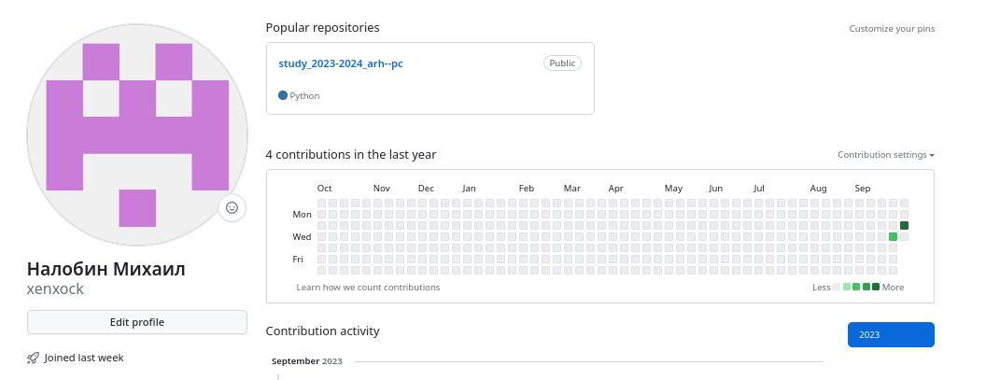 Popular repositories
Customize your pins
study_2023-2024_arh--pc
Public
Python
4 contributions in the last year
Contribution settings
Oct Nov Dec Jan Feb Mar Apr May Jun Jul Aug Sep
Mon
Wed
Fri
Learn how we count contributions
Less More
Налобин Михаил
xenxock
Edit profile
Joined last week
Contribution activity
2023
September 2023